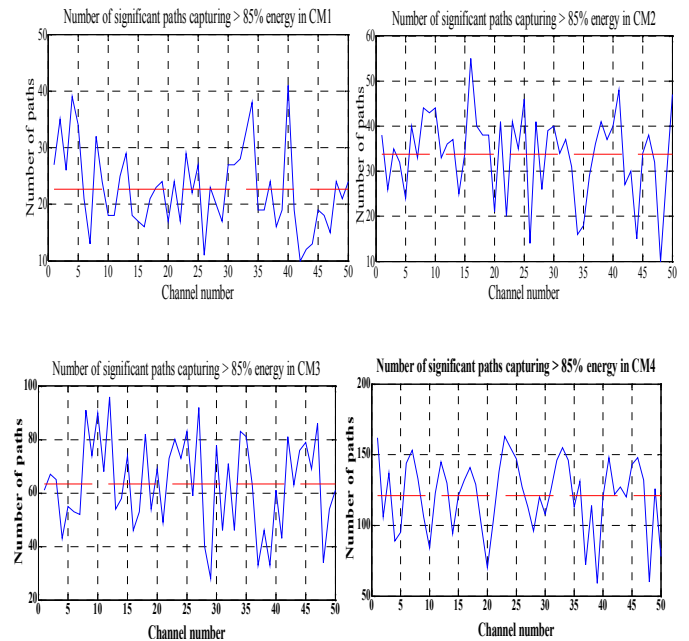 Number of significant paths capturing > 85% energy in CM1
Number of paths
50
40
30
20
10
0 5 10 15 20 25 30 35 40 45 50
Channel number
Number of significant paths capturing > 85% energy in CM2
Number of paths
60
50
40
30
20
10
0 5 10 15 20 25 30 35 40 45 50
Channel number
Number of significant paths capturing > 85% energy in CM3
Number of paths
100
80
60
40
20
0 5 10 15 20 25 30 35 40 45 50
Channel number
Number of significant paths capturing > 85% energy in CM4
Number of paths
200
150
100
50
0 5 10 15 20 25 30 35 40 45 50
Channel number